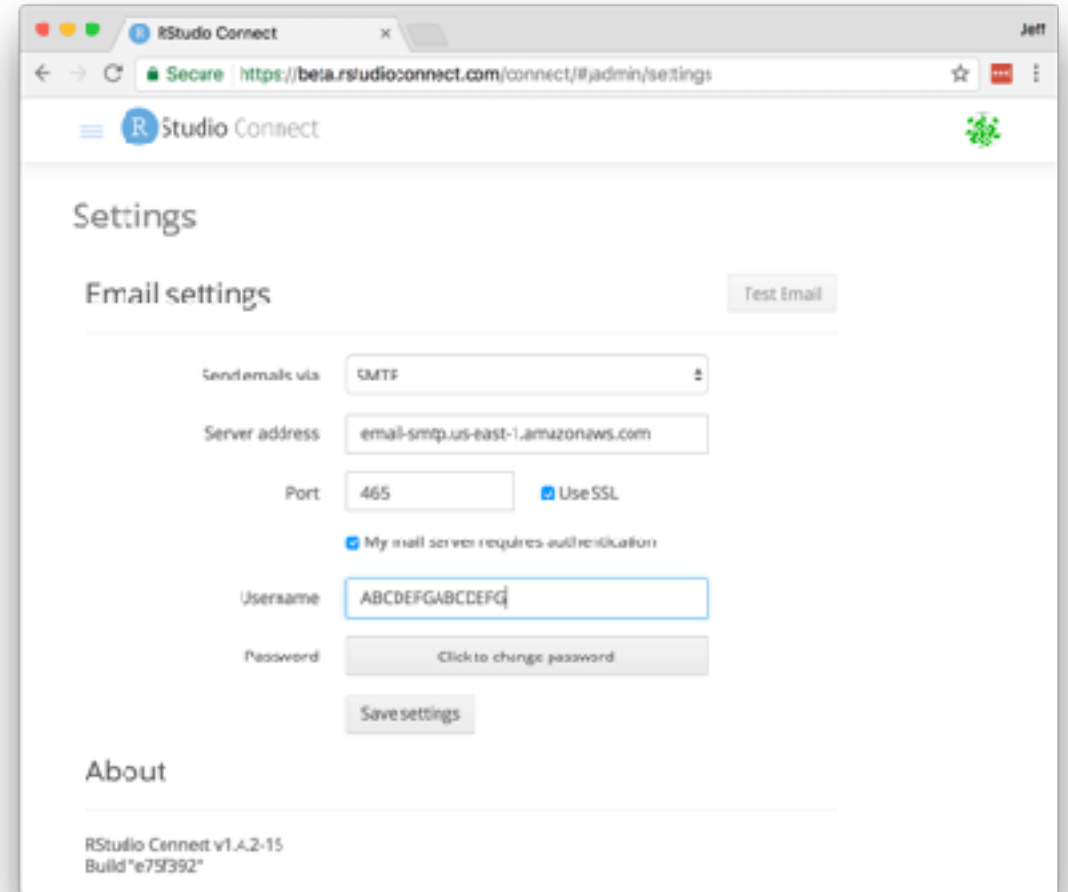 RStudio Connect
Jeff
Secure https://beta.rstudioconnect.com/connect/#/admin/settings
R Studio Connect
Settings
Email settings
Test Email
Send emails via SMTP
Server address email-smtp.us-east-1.amazonaws.com
Port 465 Use SSL
My mail server requires authentication
Username ABCDEFGABCDEFG
Password Click to change password
Save settings
About
RStudio Connect v1.4.2-15
Build "e75f392"